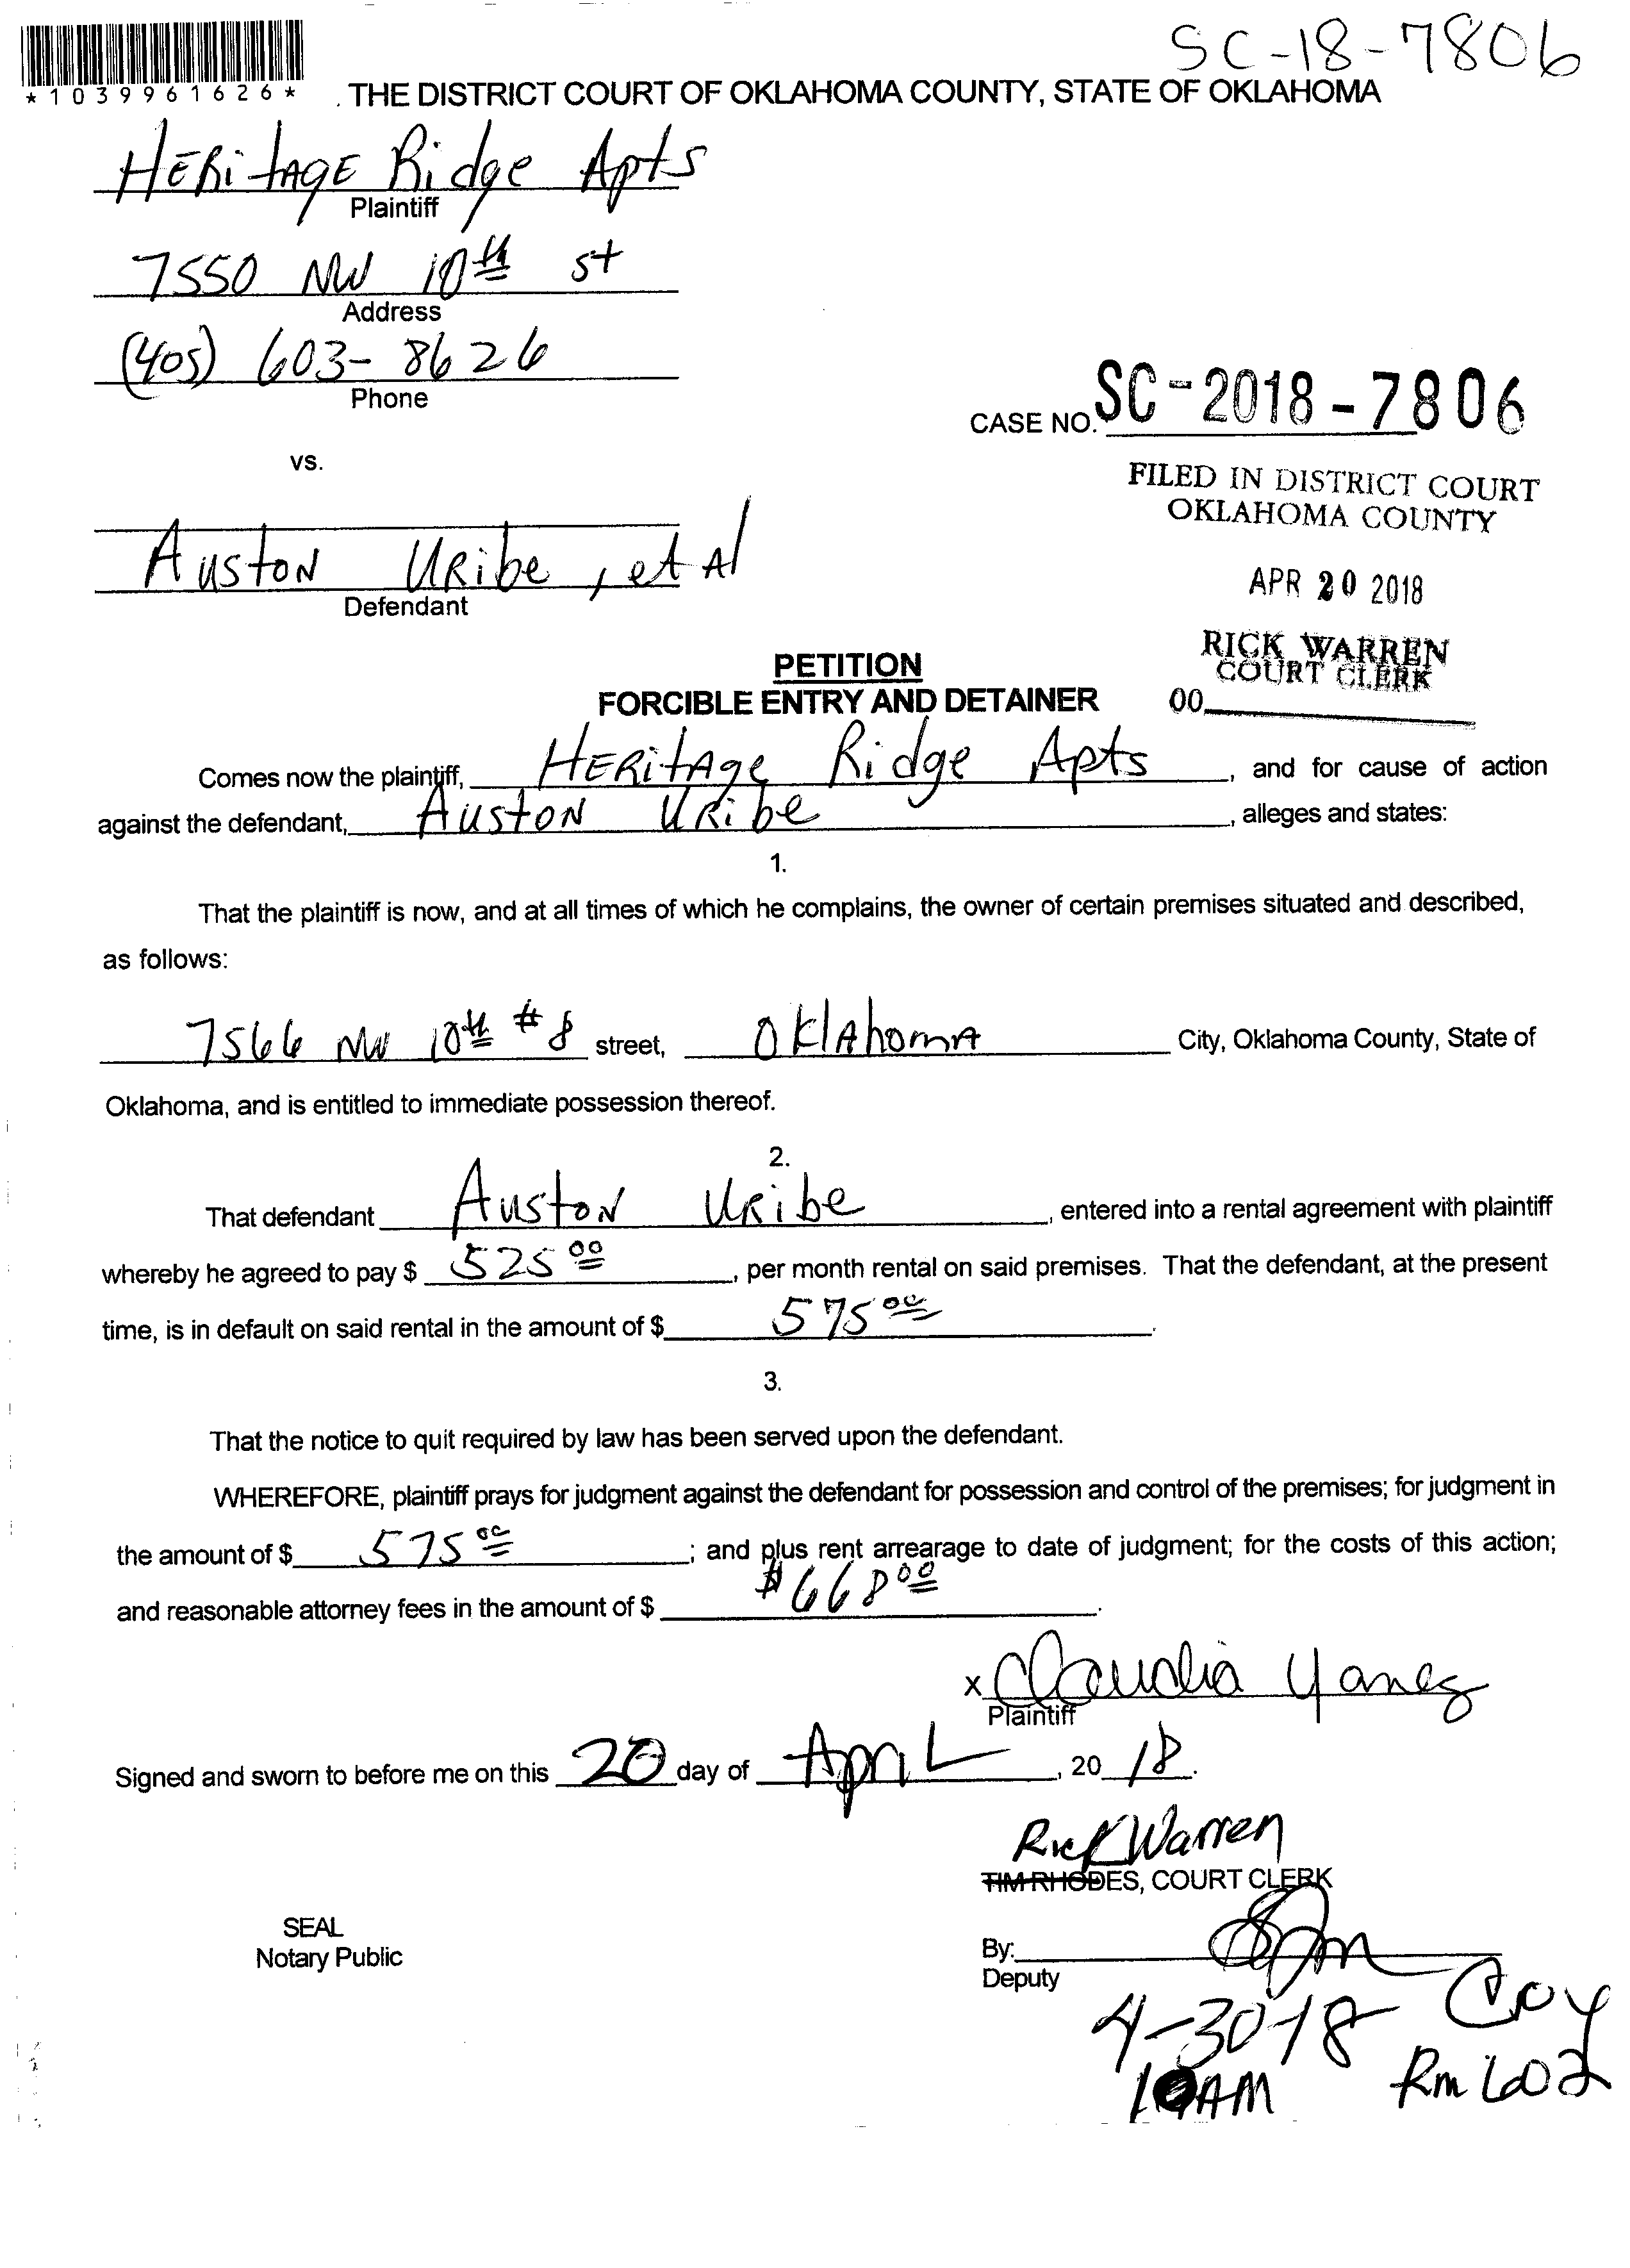 SC-18-7806
*1039961626*
. THE DISTRICT COURT OF OKLAHOMA COUNTY, STATE OF OKLAHOMA
HERitAGE Ridge Apts
Plaintiff
7550 NW 10th st
Address
(405) 603-8626
Phone
CASE NO. SC-2018-7806
vs.
FILED IN DISTRICT COURT
OKLAHOMA COUNTY
AustoN URibe, et Al
Defendant
APR 20 2018
RICK WARREN
COURT CLERK
00
PETITION
FORCIBLE ENTRY AND DETAINER
Comes now the plaintiff, HERitAge Ridge Apts, and for cause of action
against the defendant, AustoN URibe, alleges and states:
1.
That the plaintiff is now, and at all times of which he complains, the owner of certain premises situated and described,
as follows:
7566 NW 10th #8 street, OklAhomA City, Oklahoma County, State of
Oklahoma, and is entitled to immediate possession thereof.
2.
That defendant AustoN URibe, entered into a rental agreement with plaintiff
whereby he agreed to pay $ 525 00, per month rental on said premises. That the defendant, at the present
time, is in default on said rental in the amount of $ 575 00.
3.
That the notice to quit required by law has been served upon the defendant.
WHEREFORE, plaintiff prays for judgment against the defendant for possession and control of the premises; for judgment in
the amount of $ 575 00; and plus rent arrearage to date of judgment; for the costs of this action;
and reasonable attorney fees in the amount of $ $668 00.
x Claudia Yanez
Plaintiff
Signed and sworn to before me on this 20 day of ApriL, 20 18.
Rick Warren
TIM RHODES, COURT CLERK
SEAL
Notary Public
By:
Deputy
4-30-18 Coy
10AM Rm 602